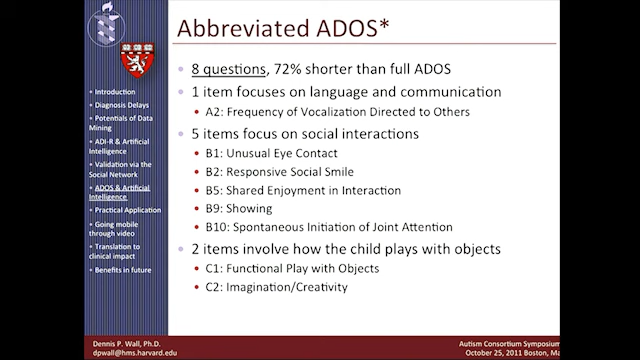 Abbreviated ADOS*
• Introduction
• Diagnosis Delays
• Potentials of Data
Mining
• ADI-R & Artificial
Intelligence
• Validation via the
Social Network
• ADOS & Artificial
Intelligence
• Practical Application
• Going mobile
through video
• Translation to
clinical impact
• Benefits in future
• 8 questions, 72% shorter than full ADOS
• 1 item focuses on language and communication
• A2: Frequency of Vocalization Directed to Others
• 5 items focus on social interactions
• B1: Unusual Eye Contact
• B2: Responsive Social Smile
• B5: Shared Enjoyment in Interaction
• B9: Showing
• B10: Spontaneous Initiation of Joint Attention
• 2 items involve how the child plays with objects
• C1: Functional Play with Objects
• C2: Imagination/Creativity
Dennis P. Wall, Ph.D.
dpwall@hms.harvard.edu
Autism Consortium Symposium
October 25, 2011 Boston, Ma